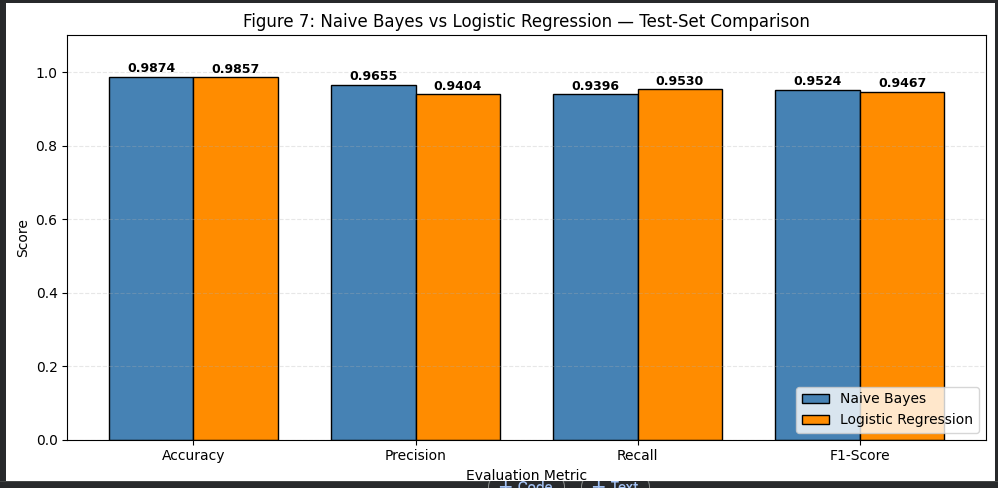 Figure 7: Naive Bayes vs Logistic Regression — Test-Set Comparison
Score
1.0
0.8
0.6
0.4
0.2
0.0
0.9874 0.9857 0.9655 0.9404 0.9396 0.9530 0.9524 0.9467
Naive Bayes
Logistic Regression
Accuracy Precision Recall F1-Score
Evaluation Metric
+ Code + Text